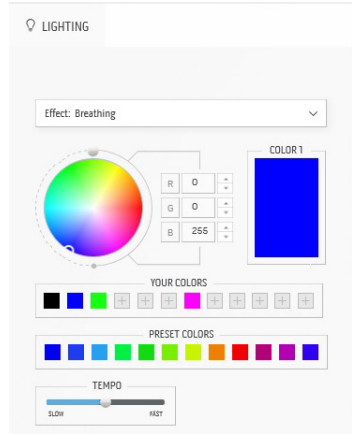 LIGHTING
Effect: Breathing
COLOR 1
R 0
G 0
B 255
YOUR COLORS
PRESET COLORS
TEMPO
SLOW FAST